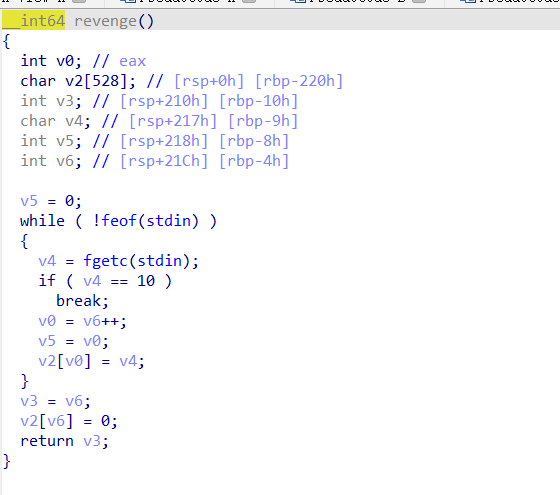 __int64 revenge()
{
  int v0; // eax
  char v2[528]; // [rsp+0h] [rbp-220h]
  int v3; // [rsp+210h] [rbp-10h]
  char v4; // [rsp+217h] [rbp-9h]
  int v5; // [rsp+218h] [rbp-8h]
  int v6; // [rsp+21Ch] [rbp-4h]

  v5 = 0;
  while ( !feof(stdin) )
  {
    v4 = fgetc(stdin);
    if ( v4 == 10 )
      break;
    v0 = v6++;
    v5 = v0;
    v2[v0] = v4;
  }
  v3 = v6;
  v2[v6] = 0;
  return v3;
}